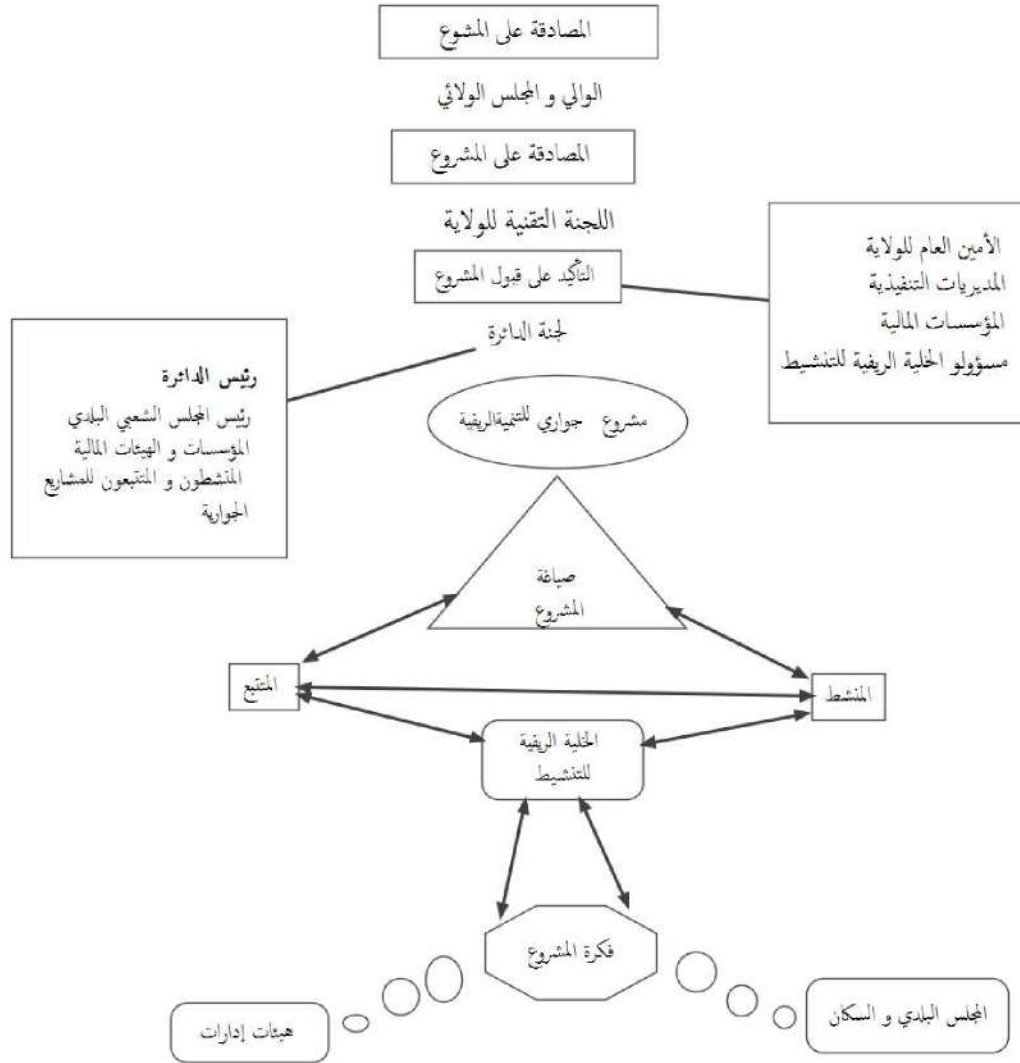 المصادقة على المشوع
الوالي و المجلس الولائي
المصادقة على المشروع
اللجنة التقنية للولاية
التأكيد على قبول المشروع
الأمين العام للولاية
المديريات التنفيذية
المؤسسات المالية
مسؤولو الخلية الريفية للتنشيط
لجنة الدائرة
رئيس الدائرة
رئيس المجلس الشعبي البلدي
المؤسسات و الهيئات المالية
المنشطون و المتتبعون للمشاريع
الجوارية
مشروع جواري للتنمية الريفية
صياغة
المشروع
المنشط
المتتبع
الخلية الريفية
للتنشيط
فكرة المشروع
المجلس البلدي و السكان
هيئات إدارات